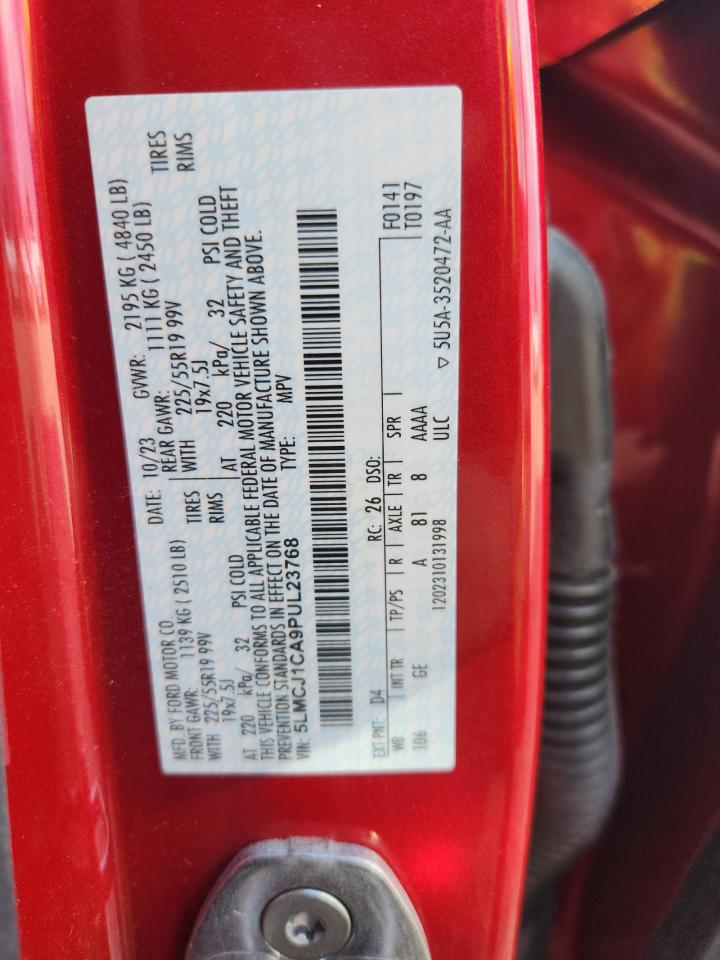 MFD. BY FORD MOTOR CO. DATE: 10/23 GVWR: 2195 KG ( 4840 LB)
FRONT GAWR: 1139 KG ( 2510 LB) REAR GAWR: 1111 KG ( 2450 LB)
WITH 225/55R19 99V TIRES WITH 225/55R19 99V TIRES
19x7.5J RIMS 19x7.5J RIMS
AT 220 kPa/ 32 PSI COLD AT 220 kPa/ 32 PSI COLD
THIS VEHICLE CONFORMS TO ALL APPLICABLE FEDERAL MOTOR VEHICLE SAFETY AND THEFT
PREVENTION STANDARDS IN EFFECT ON THE DATE OF MANUFACTURE SHOWN ABOVE.
VIN: 5LMCJ1CA9PUL23768 TYPE: MPV
EXT PNT: D4 RC: 26 DSO: F0141
WB INT TR TP/PS R AXLE TR SPR T0197
106 GE A 81 8 AAAA
1202310131998 ULC ▽ 5U5A-3520472-AA